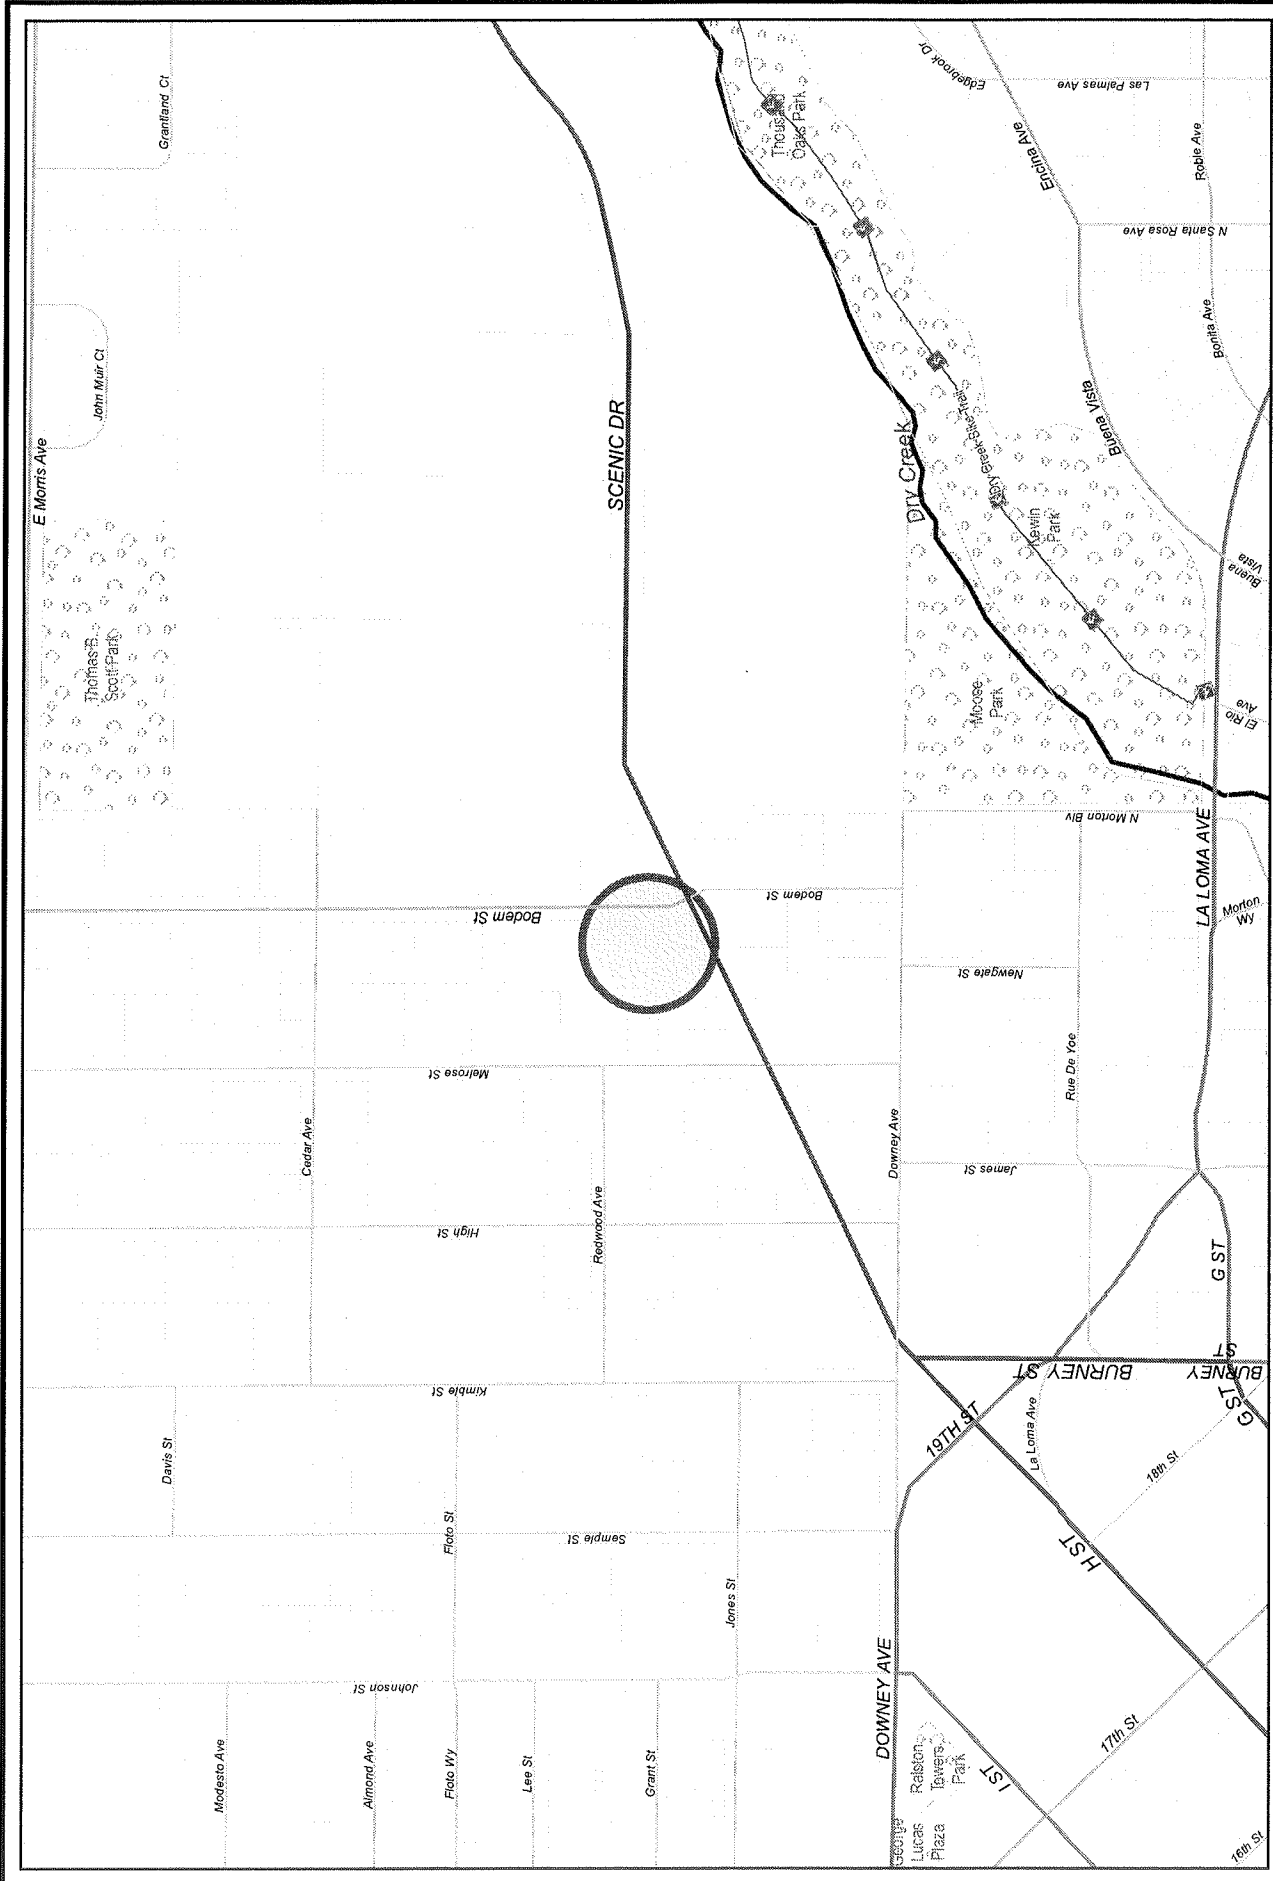 E Morris Ave
Grantland Ct
John Muir Ct
Thomas B.
Scott Park
SCENIC DR
Thousand
Oaks Park
Edgebrook Dr
Las Palmas Ave
Encina Ave
Roble Ave
N Santa Rosa Ave
Bonita Ave
Buena Vista
Dry Creek
Dry Creek Bike Trail
Kewin
Park
Moose
Park
Buena
Vista
El Rio
Ave
N Morton Blv
LA LOMA AVE
Morton
Wy
Bodem St
Bodem St
Newgate St
Melrose St
Cedar Ave
Rue De Yoe
Downey Ave
James St
High St
Redwood Ave
G ST
BURNEY ST
BURNEY
ST
G ST
Kimble St
19TH ST
La Loma Ave
18th St
Davis St
Floto St
Semple St
H ST
Jones St
Johnson St
DOWNEY AVE
Modesto Ave
Almond Ave
Floto Wy
Lee St
Grant St
Ralston
Towers
Park
I ST
17th St
George
Lucas
Plaza
16th St